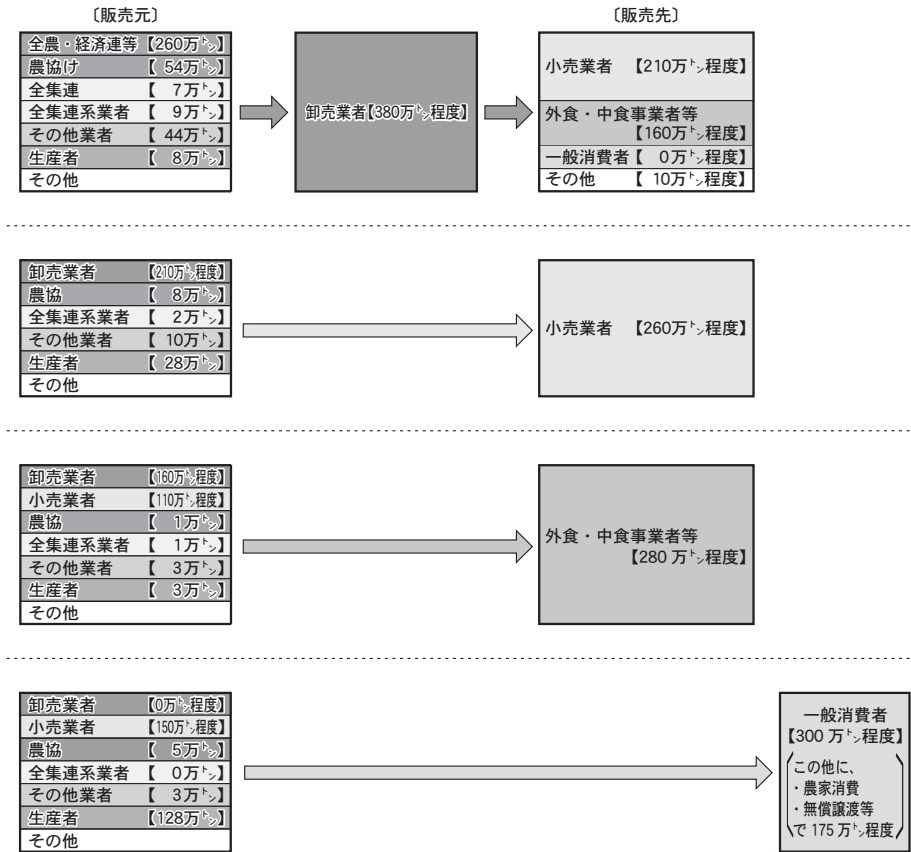 〔販売元〕
〔販売先〕
全農・経済連等【260万㌧】
農協け【 54万㌧】
全集連【 7万㌧】
全集連系業者【 9万㌧】
その他業者【 44万㌧】
生産者【 8万㌧】
その他
卸売業者【380万㌧程度】
小売業者【210万㌧程度】
外食・中食事業者等
【160万㌧程度】
一般消費者【 0万㌧程度】
その他【 10万㌧程度】
卸売業者【210万㌧程度】
農協【 8万㌧】
全集連系業者【 2万㌧】
その他業者【 10万㌧】
生産者【 28万㌧】
その他
小売業者【260万㌧程度】
卸売業者【160万㌧程度】
小売業者【110万㌧程度】
農協【 1万㌧】
全集連系業者【 1万㌧】
その他業者【 3万㌧】
生産者【 3万㌧】
その他
外食・中食事業者等
【280 万㌧程度】
卸売業者【0万㌧程度】
小売業者【150万㌧程度】
農協【 5万㌧】
全集連系業者【 0万㌧】
その他業者【 3万㌧】
生産者【128万㌧】
その他
一般消費者
【300 万㌧程度】
この他に、
・農家消費
・無償譲渡等
で 175 万㌧程度